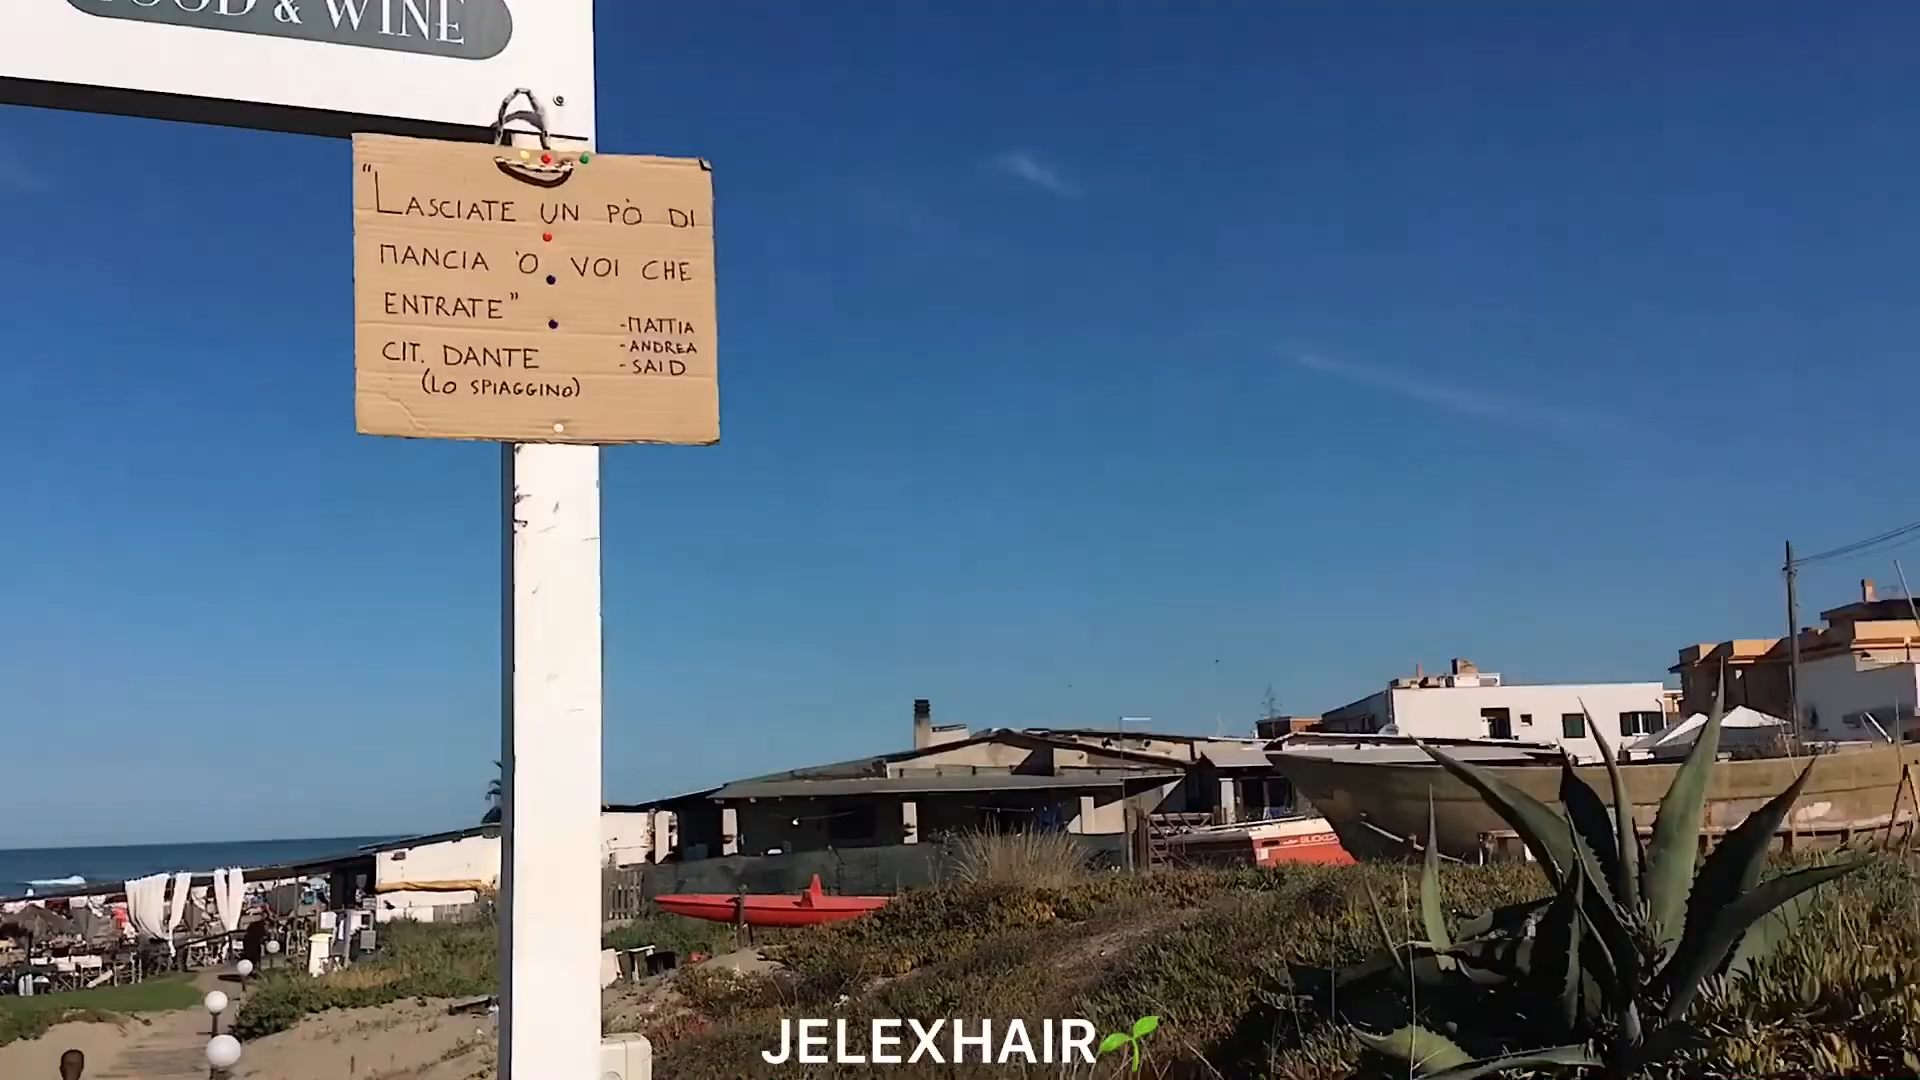 FOOD & WINE
"LASCIATE UN PÒ DI
MANCIA 'O VOI CHE
ENTRATE"
CIT. DANTE
(LO SPIAGGINO)
-MATTIA
-ANDREA
-SAID
JELEXHAIR🌱